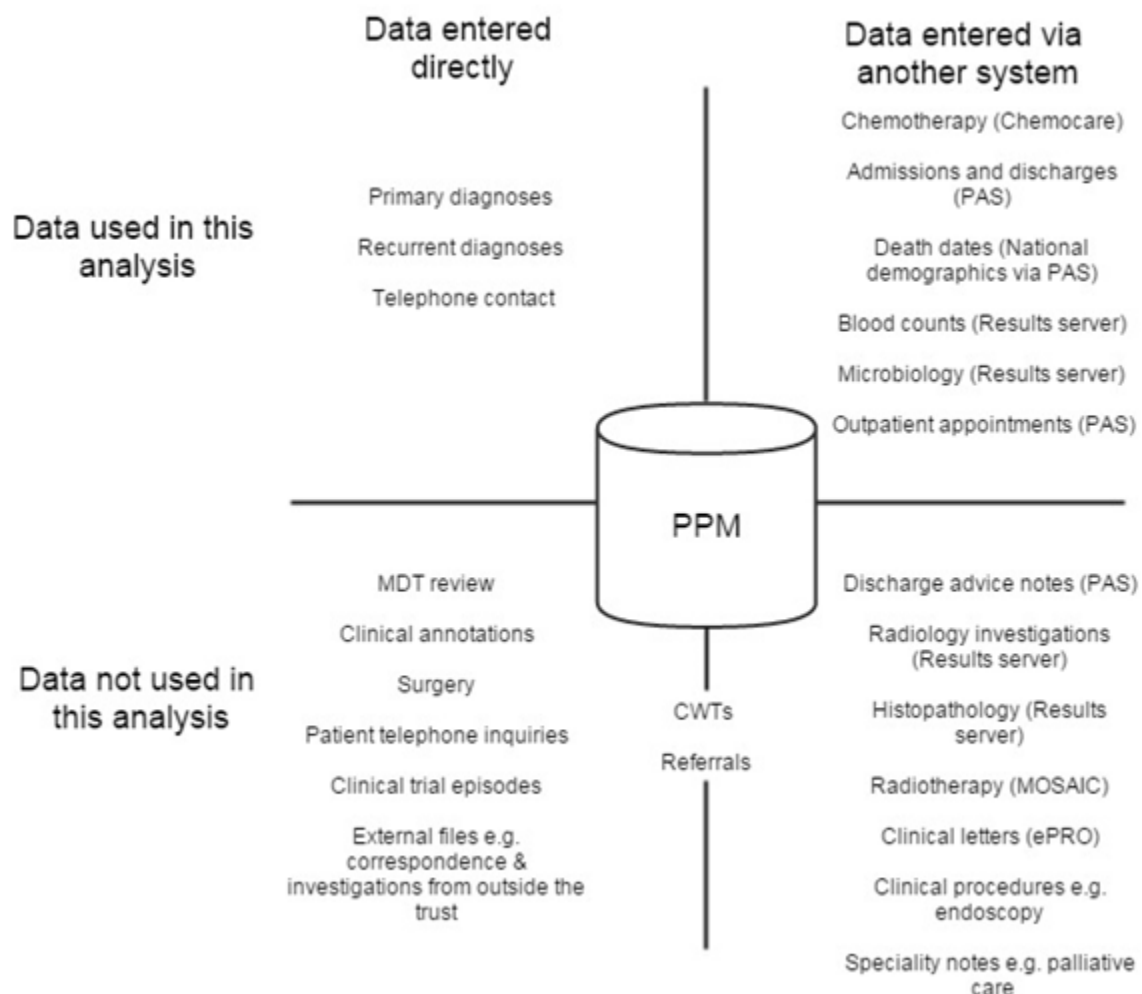 Data entered
directly
Data entered via
another system
Data used in this
analysis
Primary diagnoses
Recurrent diagnoses
Telephone contact
Chemotherapy (Chemocare)
Admissions and discharges
(PAS)
Death dates (National
demographics via PAS)
Blood counts (Results server)
Microbiology (Results server)
Outpatient appointments (PAS)
PPM
Data not used in
this analysis
MDT review
Clinical annotations
Surgery
Patient telephone inquiries
Clinical trial episodes
External files e.g.
correspondence &
investigations from outside the
trust
CWTs
Referrals
Discharge advice notes (PAS)
Radiology investigations
(Results server)
Histopathology (Results
server)
Radiotherapy (MOSAIC)
Clinical letters (ePRO)
Clinical procedures e.g.
endoscopy
Speciality notes e.g. palliative
care